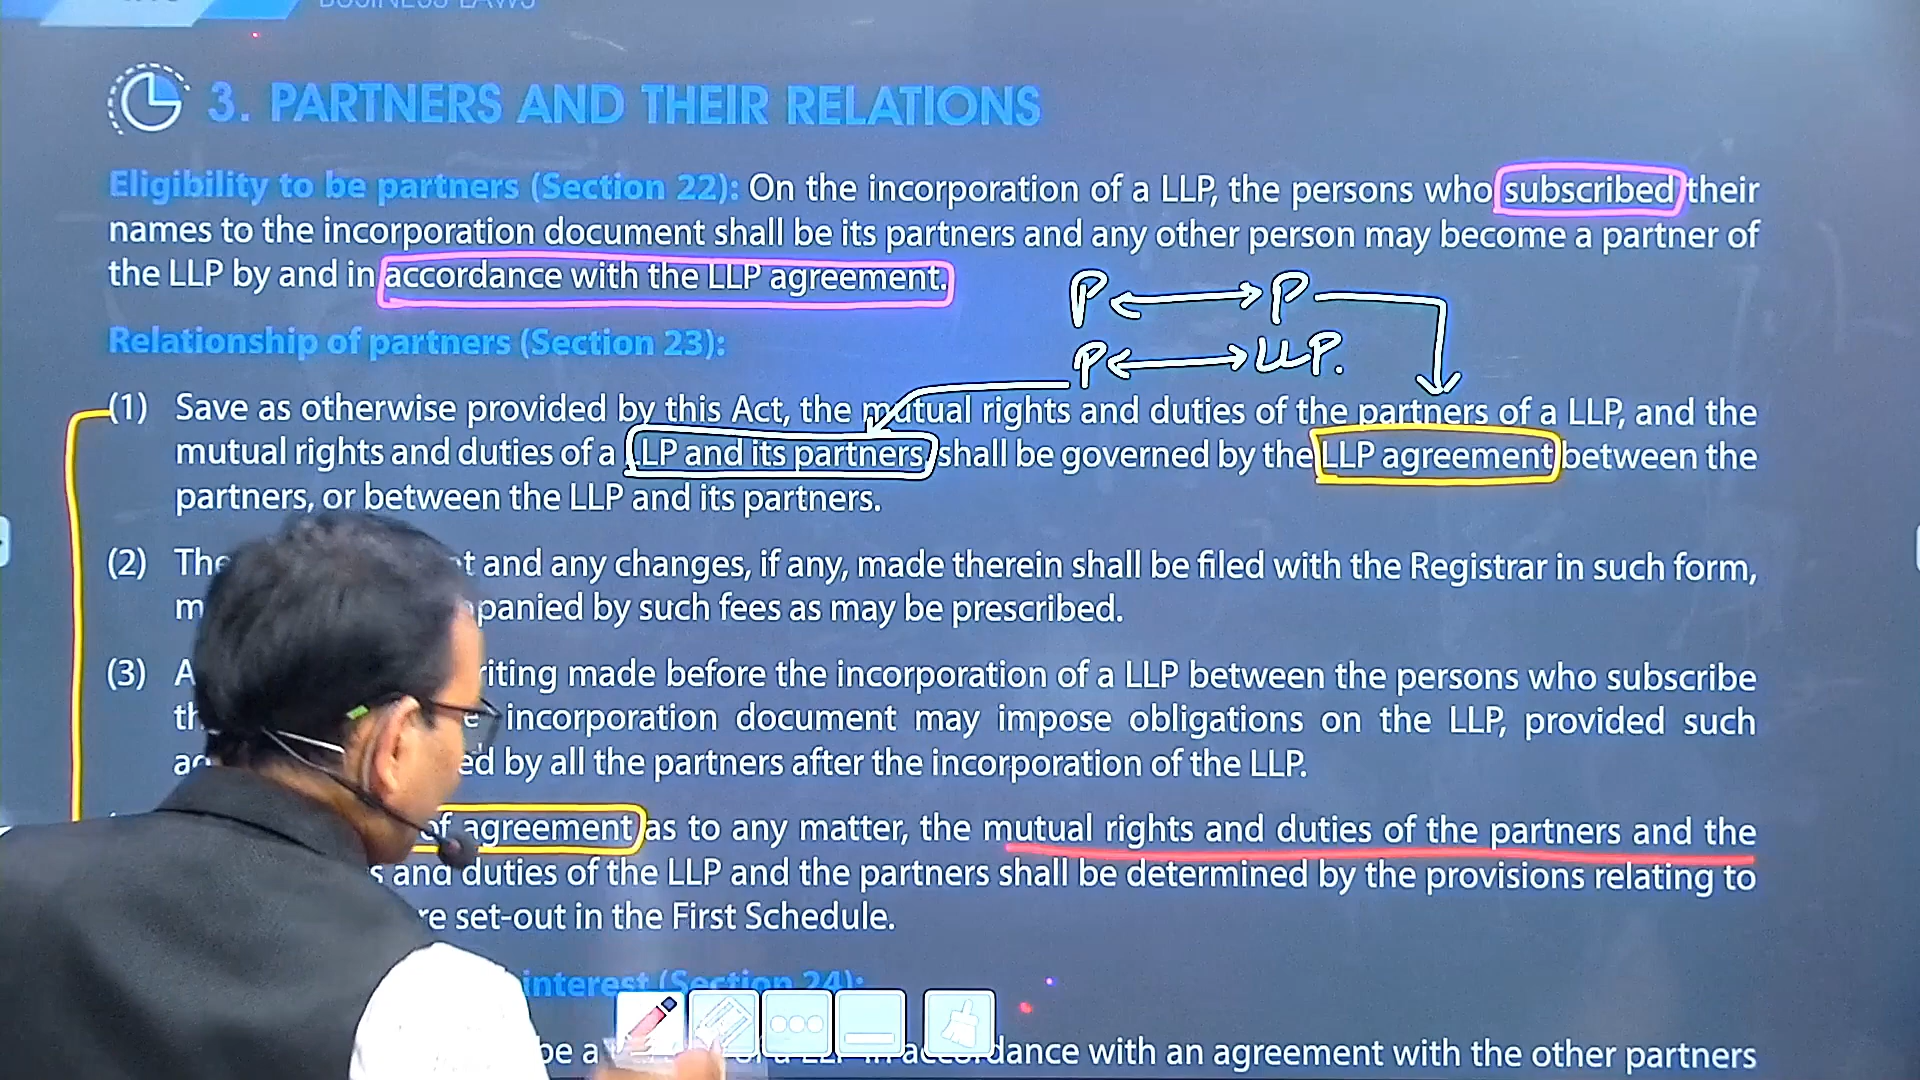 BUSINESS LAWS
3. PARTNERS AND THEIR RELATIONS
Eligibility to be partners (Section 22): On the incorporation of a LLP, the persons who subscribed their
names to the incorporation document shall be its partners and any other person may become a partner of
the LLP by and in accordance with the LLP agreement.
P ↔ P
Relationship of partners (Section 23):
P ↔ LLP.
(1) Save as otherwise provided by this Act, the mutual rights and duties of the partners of a LLP, and the
mutual rights and duties of a LLP and its partners shall be governed by the LLP agreement between the
partners, or between the LLP and its partners.
(2) The and any changes, if any, made therein shall be filed with the Registrar in such form,
by such fees as may be prescribed.
(3) made before the incorporation of a LLP between the persons who subscribe
incorporation document may impose obligations on the LLP, provided such
by all the partners after the incorporation of the LLP.
of agreement as to any matter, the mutual rights and duties of the partners and the
and duties of the LLP and the partners shall be determined by the provisions relating to
set-out in the First Schedule.
interest (Section 24):
be a of a LLP in accordance with an agreement with the other partners